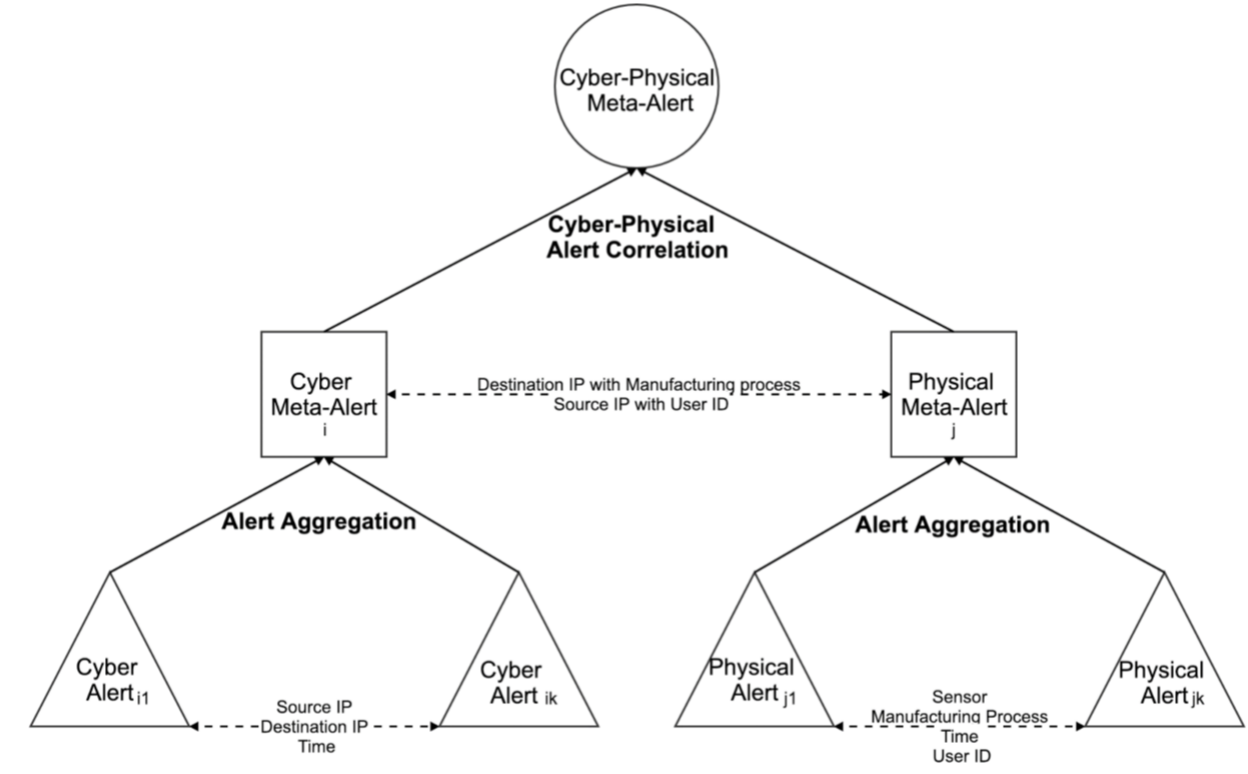 Cyber-Physical
Meta-Alert
Cyber-Physical
Alert Correlation
Cyber
Meta-Alert
i
Destination IP with Manufacturing process
Source IP with User ID
Physical
Meta-Alert
j
Alert Aggregation
Alert Aggregation
Cyber
Alert i1
Source IP
Destination IP
Time
Cyber
Alert ik
Physical
Alert j1
Sensor
Manufacturing Process
Time
User ID
Physical
Alert jk